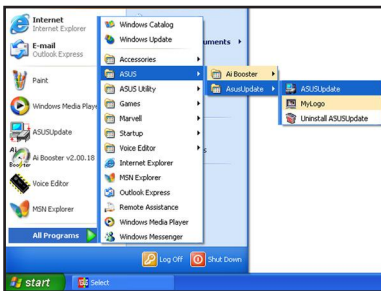 Internet
Internet Explorer
E-mail
Outlook Express
Paint
Windows Media Playe
ASUSUpdate
Ai Booster v2.00.18
Voice Editor
MSN Explorer
All Programs
uments
s
Windows Catalog
Windows Update
Accessories
ASUS
ASUS Utility
Games
Marvell
Startup
Voice Editor
Internet Explorer
MSN Explorer
Outlook Express
Remote Assistance
Windows Media Player
Windows Messenger
Ai Booster
AsusUpdate
ASUSUpdate
MyLogo
Uninstall ASUSUpdate
Log Off
Shut Down
start
Select